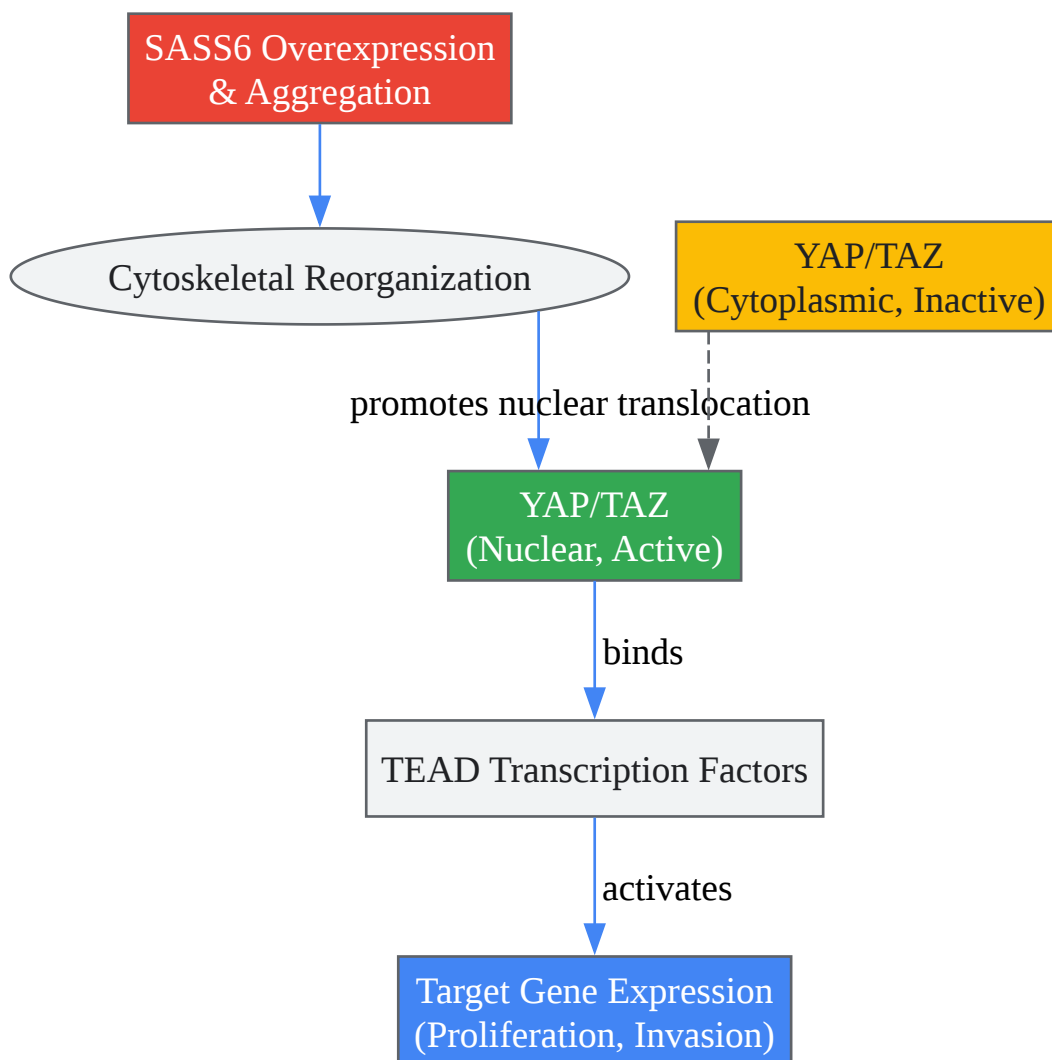 SASS6 Overexpression
& Aggregation
Cytoskeletal Reorganization
YAP/TAZ
(Cytoplasmic, Inactive)
promotes nuclear translocation
YAP/TAZ
(Nuclear, Active)
binds
TEAD Transcription Factors
activates
Target Gene Expression
(Proliferation, Invasion)